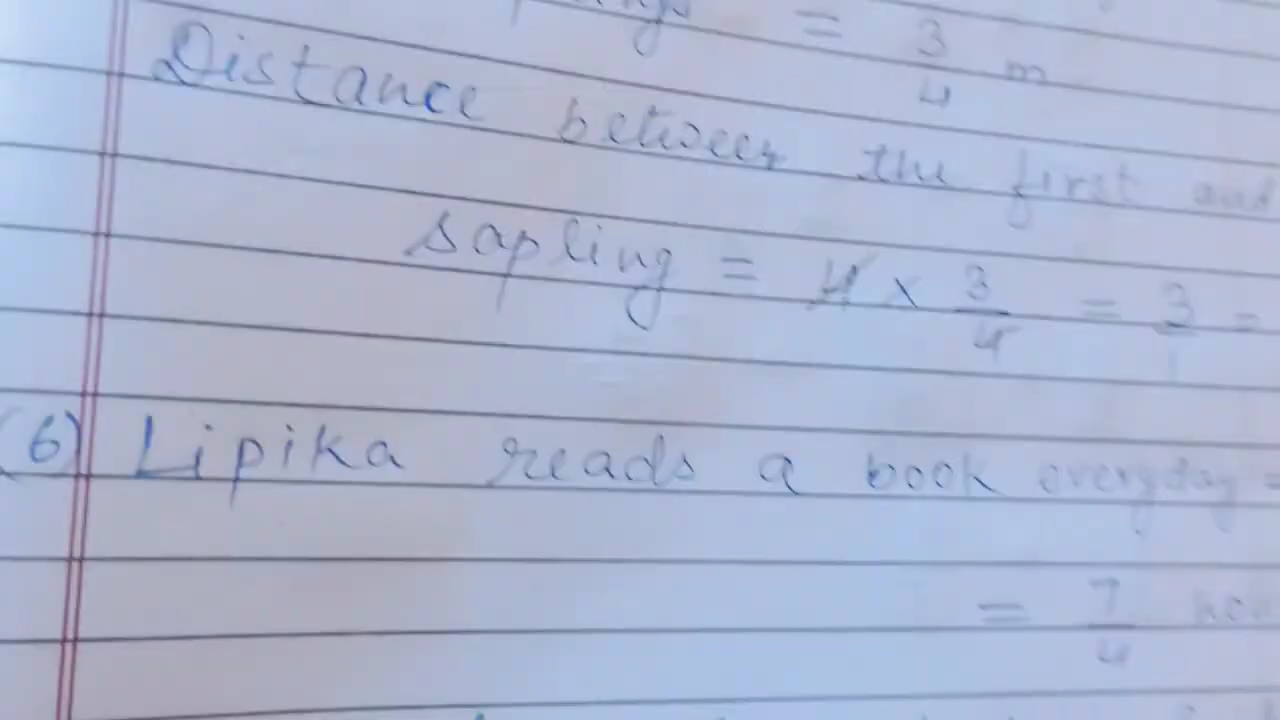 = 3/4 m
Distance between the first and
sapling = 4 × 3/4 = 3/1 =
(6) Lipika reads a book everyday =
= 7/4